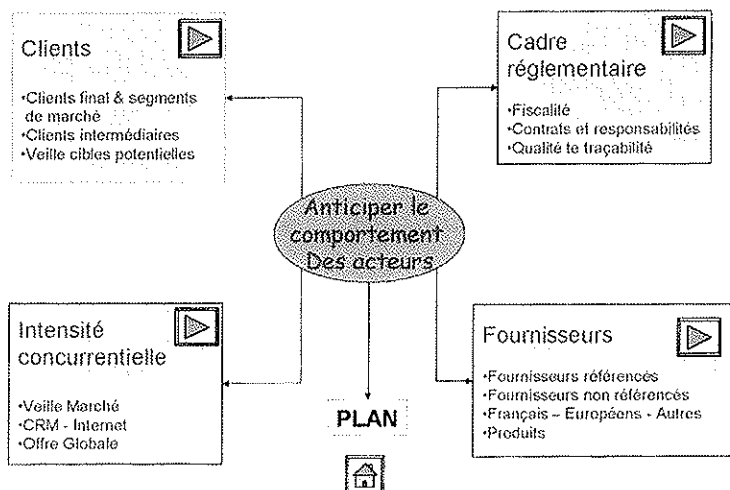 Clients
•Clients final & segments
de marché
•Clients intermédiaires
•Veille cibles potentielles
Cadre
réglementaire
•Fiscalité
•Contrats et responsabilités
•Qualité te traçabilité
Anticiper le
comportement
Des acteurs
Intensité
concurrentielle
•Veille Marché
•CRM - Internet
•Offre Globale
Fournisseurs
•Fournisseurs référencés
•Fournisseurs non référencés
•Français – Européens - Autres
•Produits
PLAN